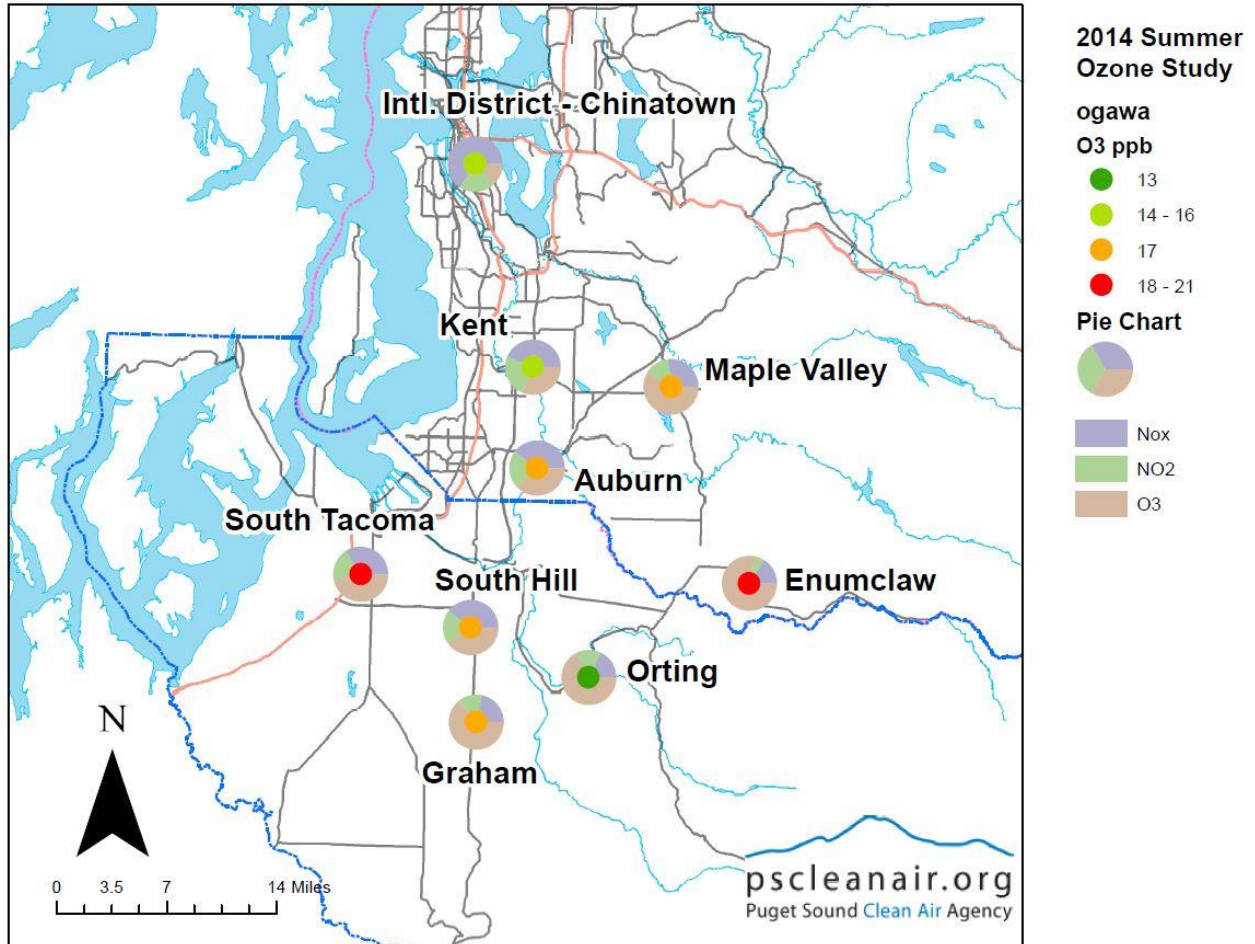 Intl. District - Chinatown
Kent
Maple Valley
Auburn
South Tacoma
South Hill
Enumclaw
Orting
Graham
N
0 3.5 7 14 Miles
pscleanair.org
Puget Sound Clean Air Agency
2014 Summer
Ozone Study
ogawa
O3 ppb
13
14 - 16
17
18 - 21
Pie Chart
Nox
NO2
O3